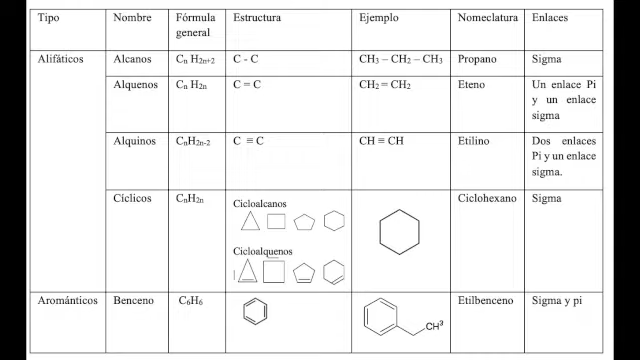 Tipo Nombre Fórmula general Estructura Ejemplo Nomeclatura Enlaces
Alifáticos Alcanos Cn H2n+2 C - C CH3 – CH2 – CH3 Propano Sigma
Alquenos Cn H2n C = C CH2 = CH2 Eteno Un enlace Pi y un enlace sigma
Alquinos CnH2n-2 C ≡ C CH ≡ CH Etilino Dos enlaces Pi y un enlace sigma.
Cíclicos CnH2n Cicloalcanos Ciclohexano Sigma
Cicloalquenos
Arománticos Benceno C6H6 CH³ Etilbenceno Sigma y pi